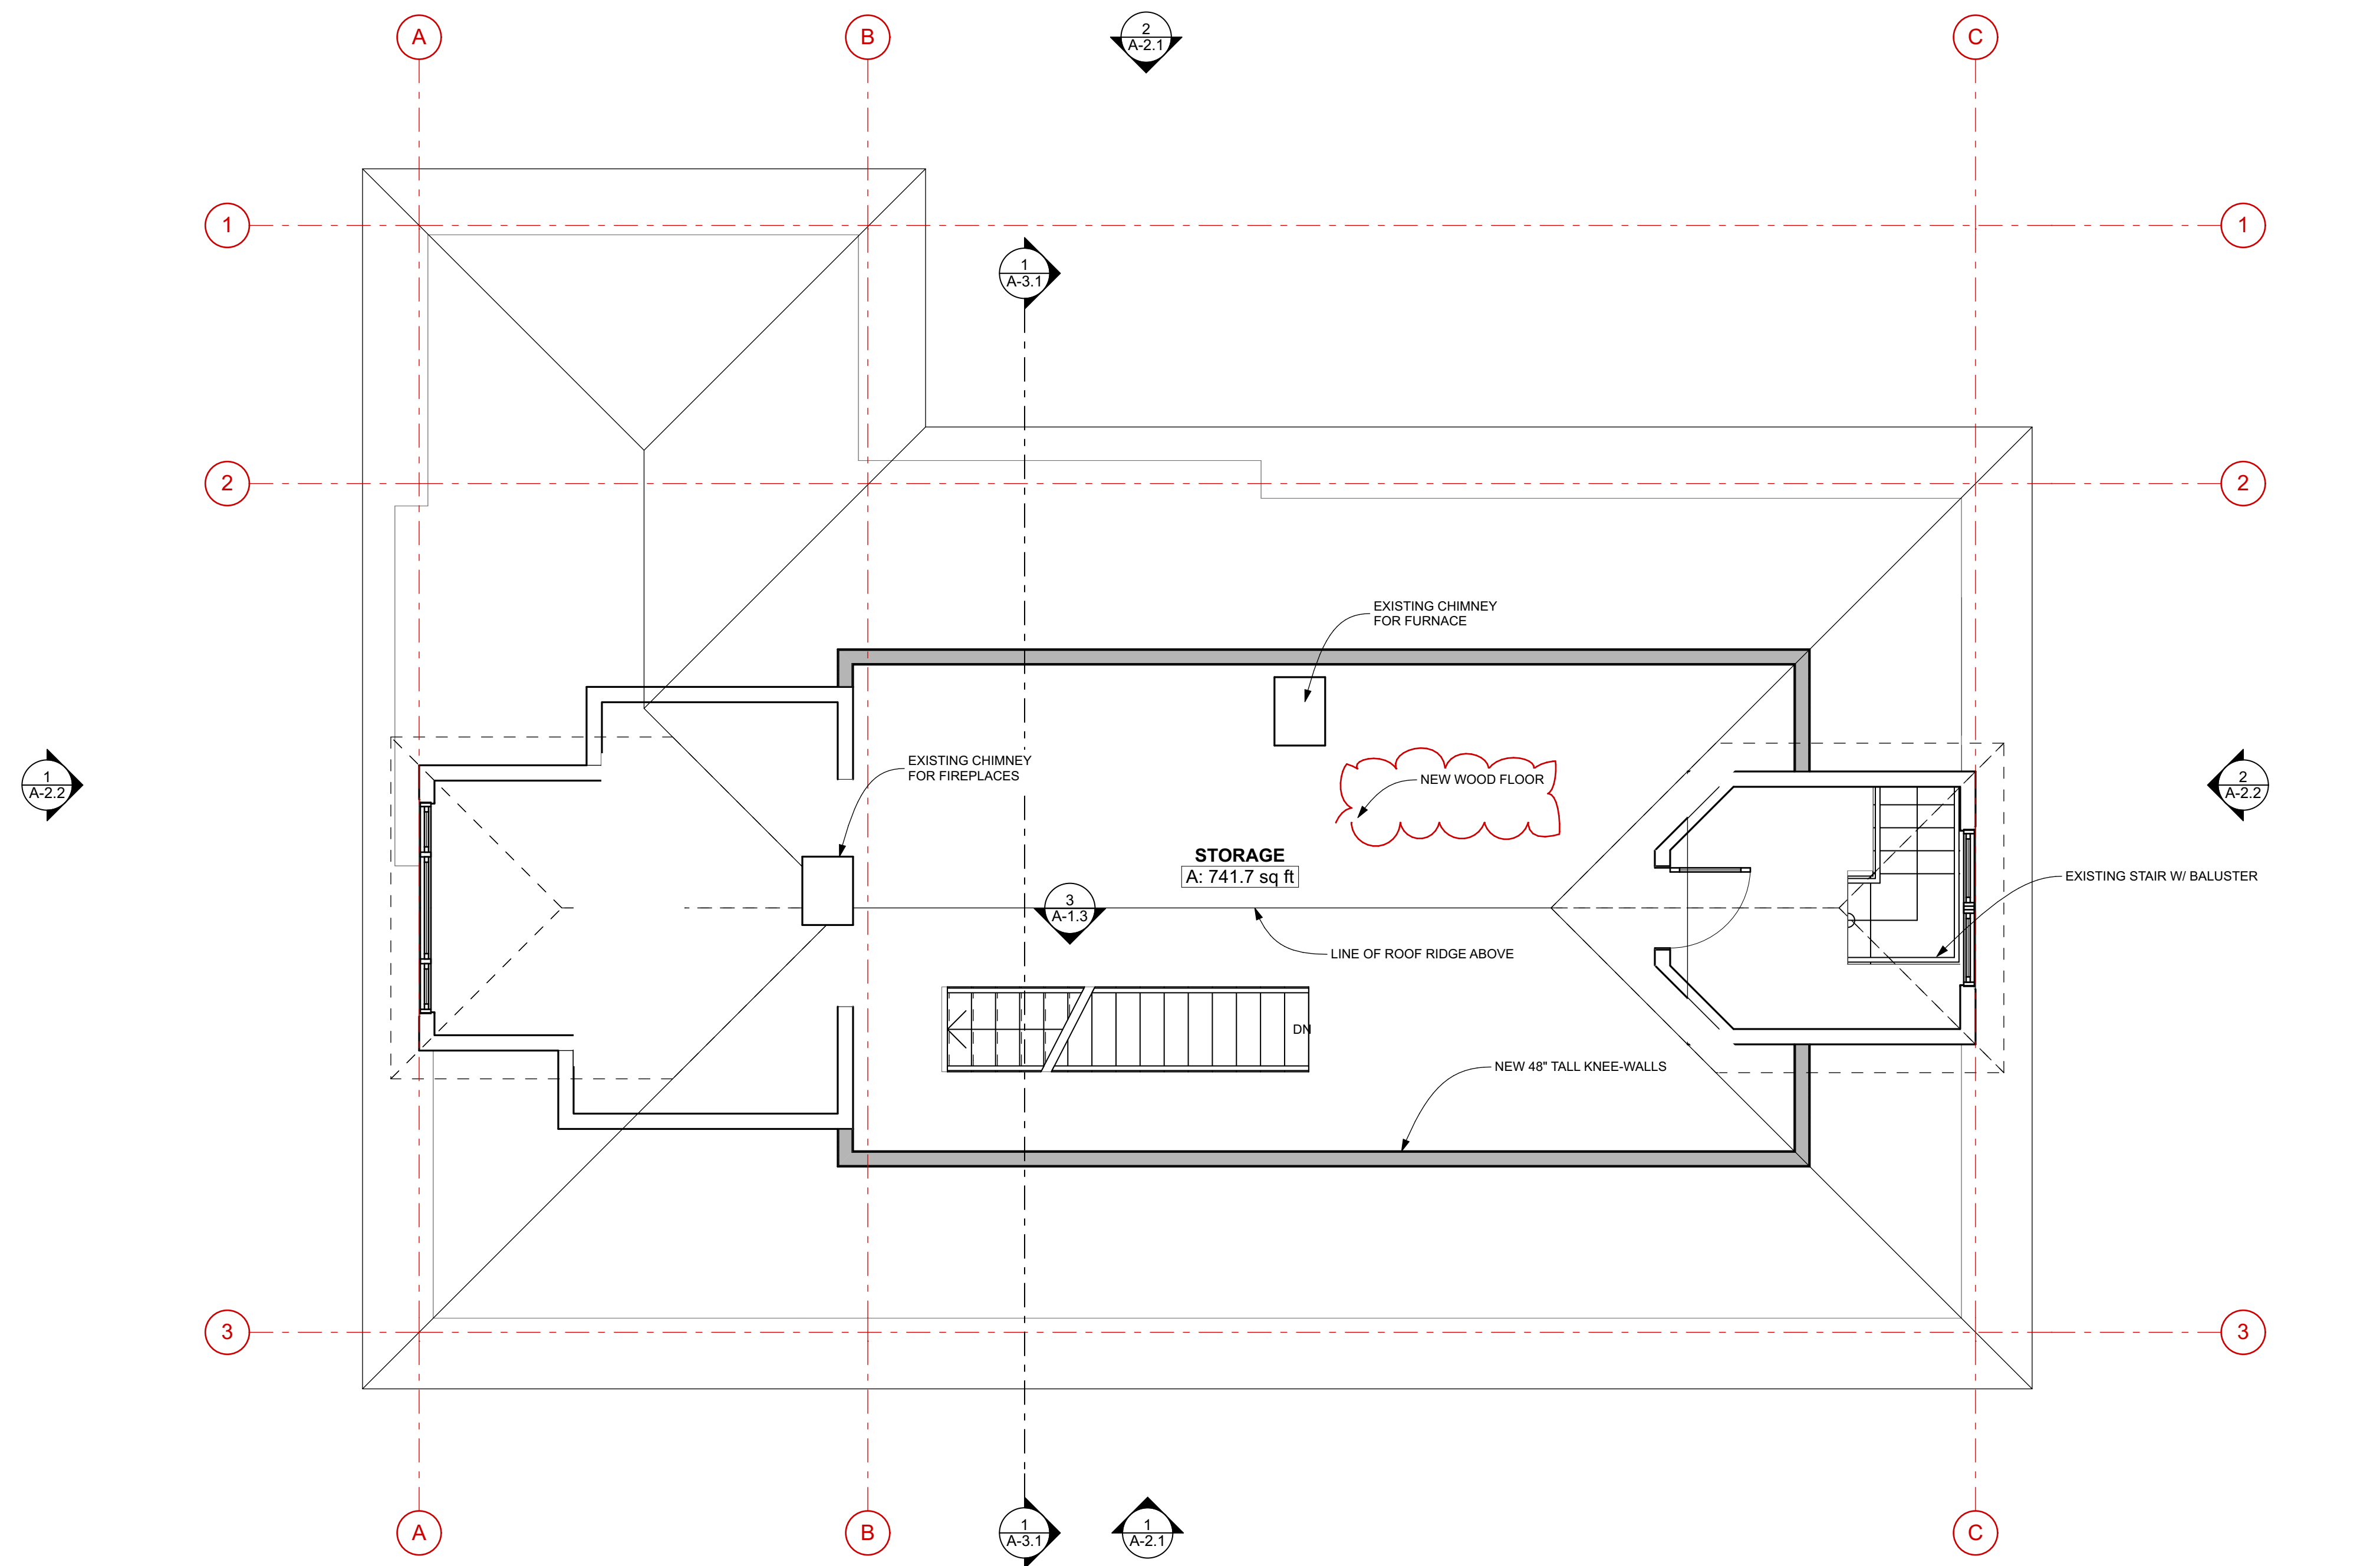 A
B
2
A-2.1
C
1
1
1
A-3.1
2
2
EXISTING CHIMNEY
FOR FURNACE
EXISTING CHIMNEY
FOR FIREPLACES
NEW WOOD FLOOR
1
A-2.2
2
A-2.2
STORAGE
A: 741.7 sq ft
EXISTING STAIR W/ BALUSTER
3
A-1.3
LINE OF ROOF RIDGE ABOVE
DN
NEW 48" TALL KNEE-WALLS
3
3
A
B
1
A-3.1
1
A-2.1
C